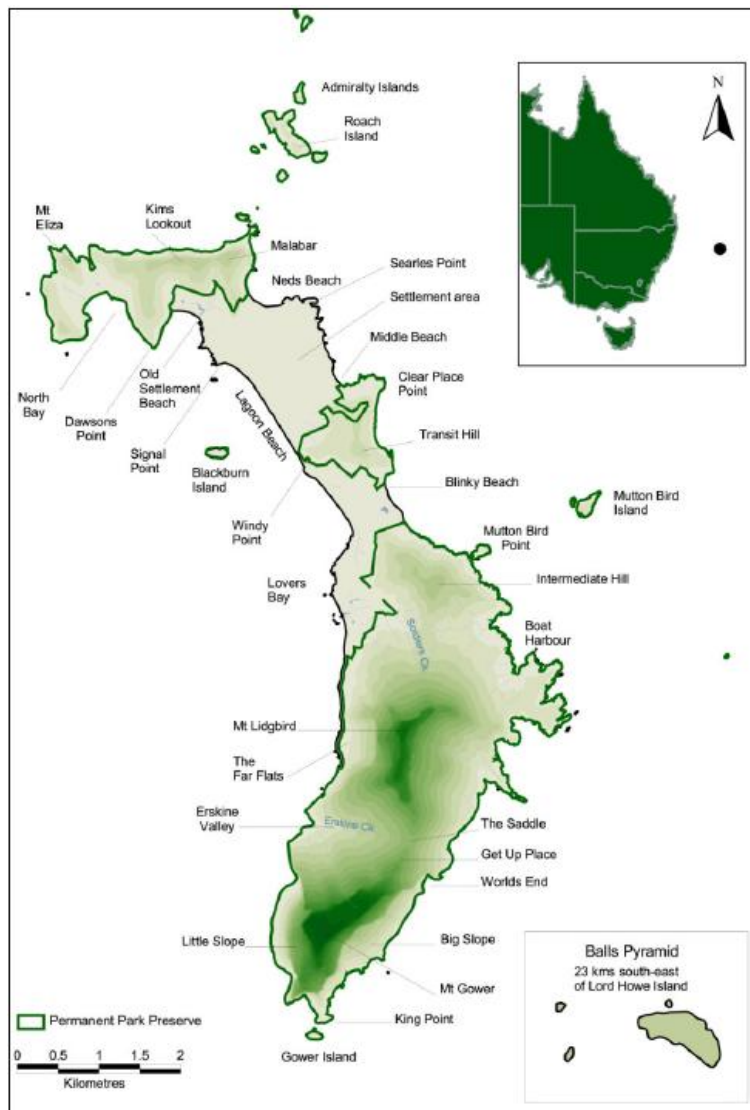 Admiralty Islands
Roach
Island
N
Mt
Eliza
Kims
Lookout
Malabar
Neds Beach
Searles Point
Settlement area
Middle Beach
Clear Place
Point
North
Bay
Dawsons
Point
Old
Settlement
Beach
Signal
Point
Lagoon Beach
Blackburn
Island
Transit Hill
Windy
Point
Blinky Beach
Mutton Bird
Island
Mutton Bird
Point
Intermediate Hill
Lovers
Bay
Soldiers Ck.
Boat
Harbour
Mt Lidgbird
The
Far Flats
Erskine
Valley
Erskine Ck.
The Saddle
Get Up Place
Worlds End
Little Slope
Big Slope
Mt Gower
King Point
Gower Island
Balls Pyramid
23 kms south-east
of Lord Howe Island
Permanent Park Preserve
0 0.5 1 1.5 2
Kilometres